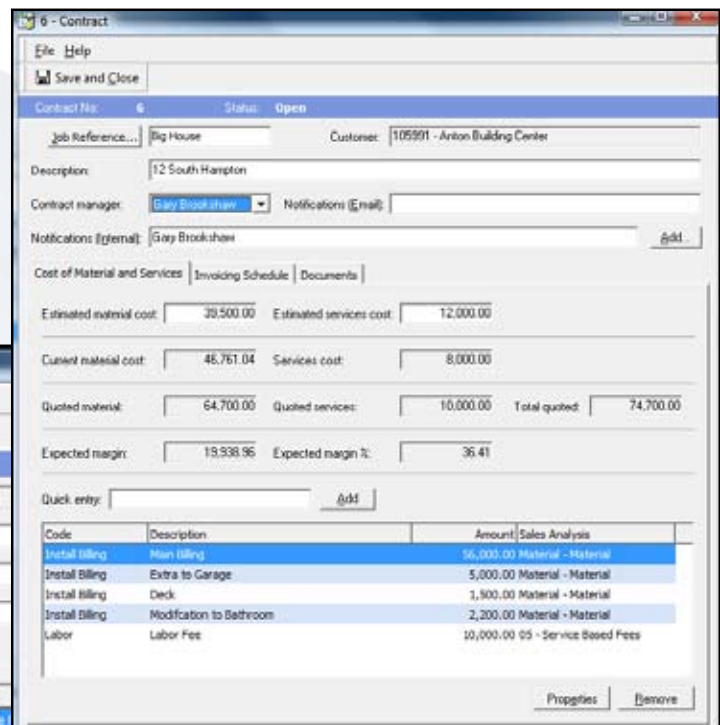 6 - Contract
File Help
Save and Close
Contract No: 6 Status: Open
Job Reference... Big House Customer: 105991 - Anton Building Center
Description: 12 South Hampton
Contract manager: Gary Brookshaw Notifications (Email):
Notifications (Internal): Gary Brookshaw Add...
Cost of Material and Services Invoicing Schedule Documents
Estimated material cost: 39,500.00 Estimated services cost: 12,000.00
Current material cost: 46,761.04 Services cost: 8,000.00
Quoted material: 64,700.00 Quoted services: 10,000.00 Total quoted: 74,700.00
Expected margin: 19,938.96 Expected margin %: 36.41
Quick entry: Add
Code Description Amount Sales Analysis
Install Billing Main Billing 56,000.00 Material - Material
Install Billing Extra to Garage 5,000.00 Material - Material
Install Billing Deck 1,500.00 Material - Material
Install Billing Modifcation to Bathroom 2,200.00 Material - Material
Labor Labor Fee 10,000.00 05 - Service Based Fees
Properties Remove